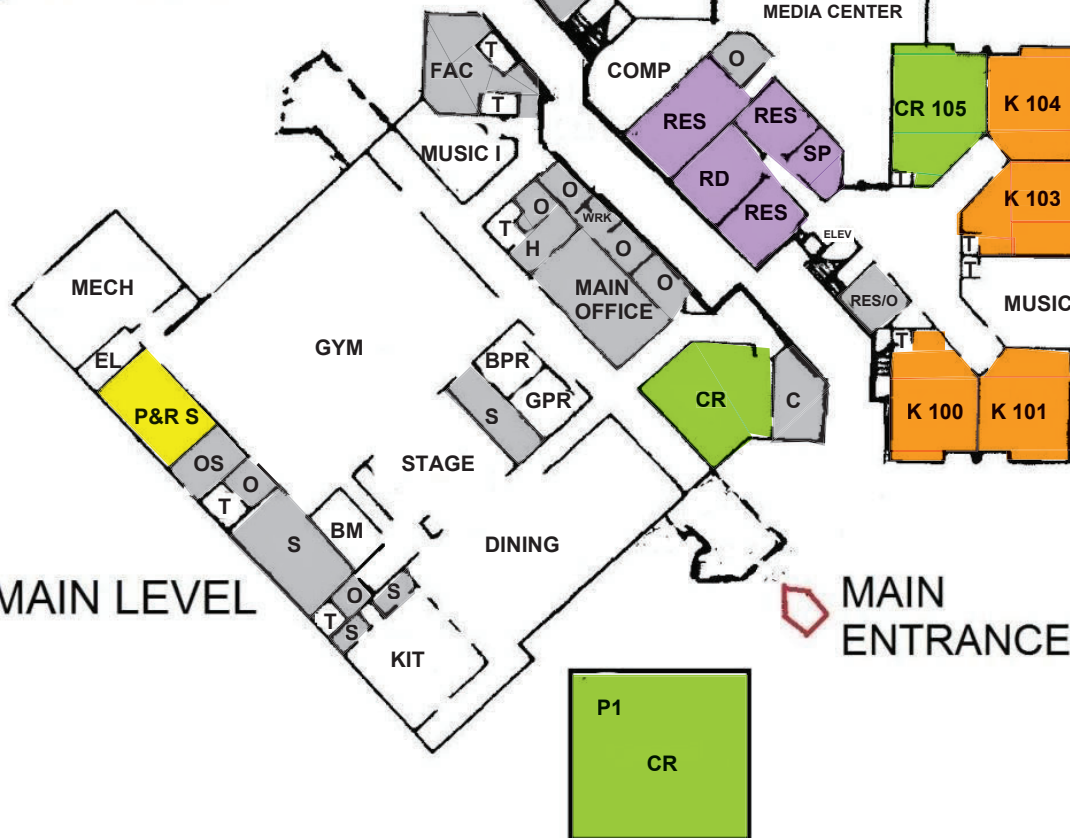 MEDIA CENTER
T
FAC
T
COMP
O
RES
RES
SP
RD
RES
CR 105
K 104
T
K 103
T
T
MUSIC
MUSIC I
O
O
WRK
T
H
O
O
MAIN
OFFICE
ELEV
RES/O
T
K 100
K 101
MECH
EL
GYM
BPR
GPR
S
CR
C
P&R S
OS
O
T
STAGE
S
BM
DINING
O
S
T
S
KIT
MAIN LEVEL
MAIN
ENTRANCE
P1
CR